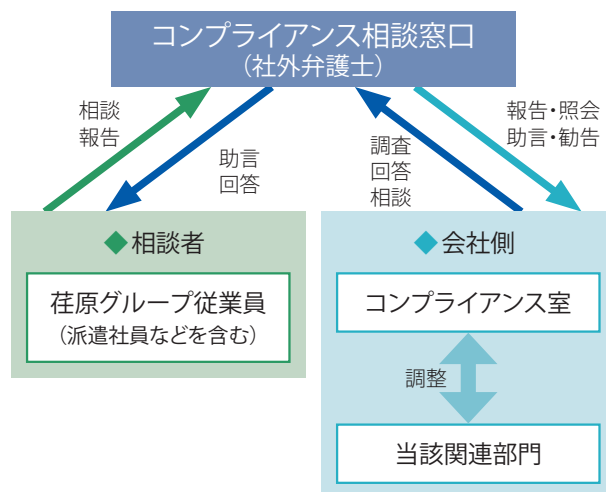 コンプライアンス相談窓口
（社外弁護士）
相談
報告
助言
回答
調査
回答
相談
報告・照会
助言・勧告
◆相談者
荏原グループ従業員
（派遣社員などを含む）
◆会社側
コンプライアンス室
調整
当該関連部門